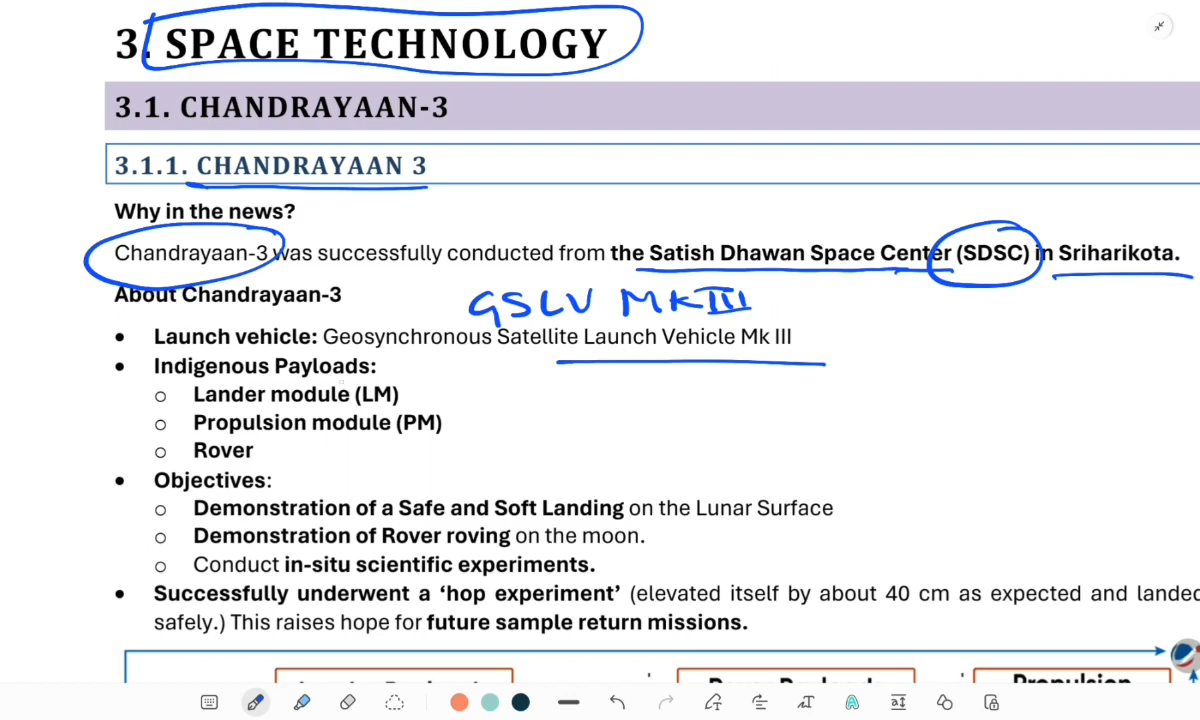 3. SPACE TECHNOLOGY
3.1. CHANDRAYAAN-3
3.1.1. CHANDRAYAAN 3
Why in the news?
Chandrayaan-3 was successfully conducted from the Satish Dhawan Space Center (SDSC) in Sriharikota.
About Chandrayaan-3
GSLV MK III
• Launch vehicle: Geosynchronous Satellite Launch Vehicle Mk III
• Indigenous Payloads:
o Lander module (LM)
o Propulsion module (PM)
o Rover
• Objectives:
o Demonstration of a Safe and Soft Landing on the Lunar Surface
o Demonstration of Rover roving on the moon.
o Conduct in-situ scientific experiments.
• Successfully underwent a ‘hop experiment’ (elevated itself by about 40 cm as expected and landed
safely.) This raises hope for future sample return missions.
Propulsion